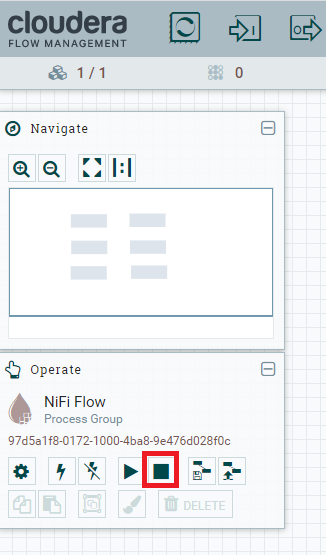 cloudera
FLOW MANAGEMENT
1 / 1
0
Navigate
Operate
NiFi Flow
Process Group
97d5a1f8-0172-1000-4ba8-9e476d028f0c
DELETE